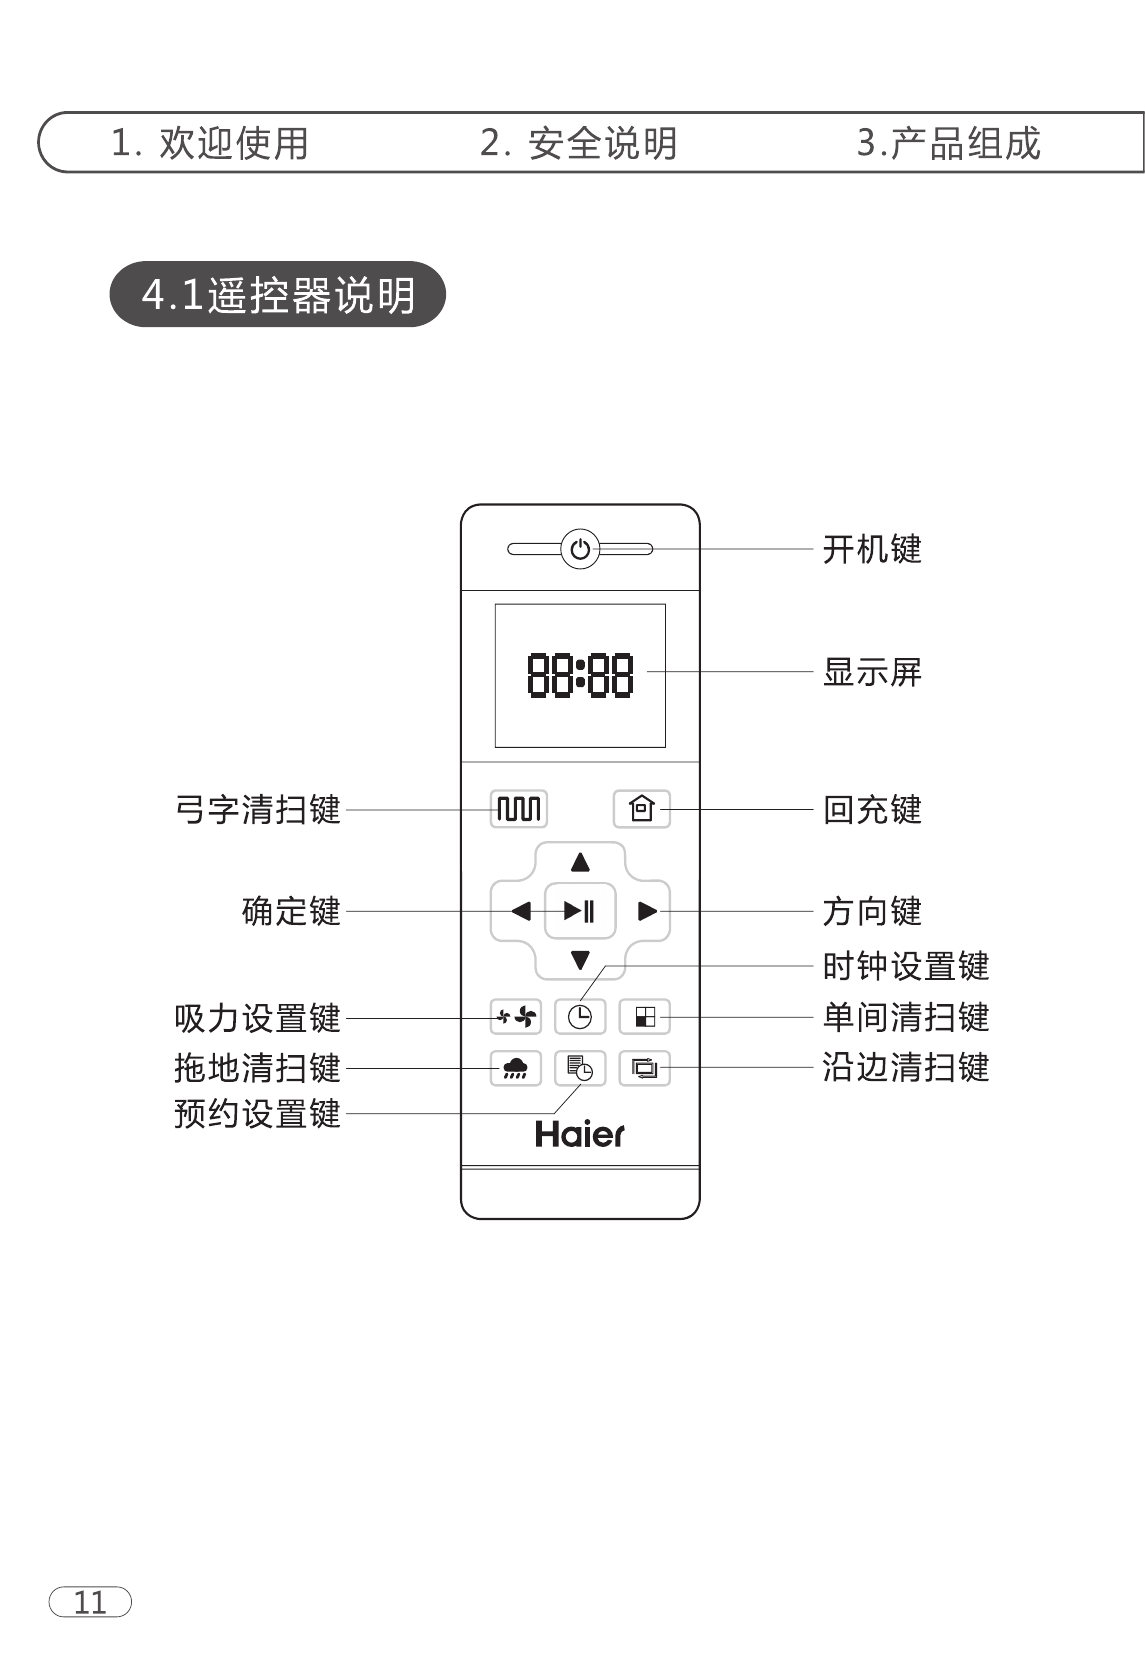 1. 欢迎使用
2. 安全说明
3.产品组成
4.1遥控器说明
开机键
88:88
显示屏
弓字清扫键
回充键
确定键
方向键
时钟设置键
吸力设置键
单间清扫键
拖地清扫键
沿边清扫键
预约设置键
Haier
11